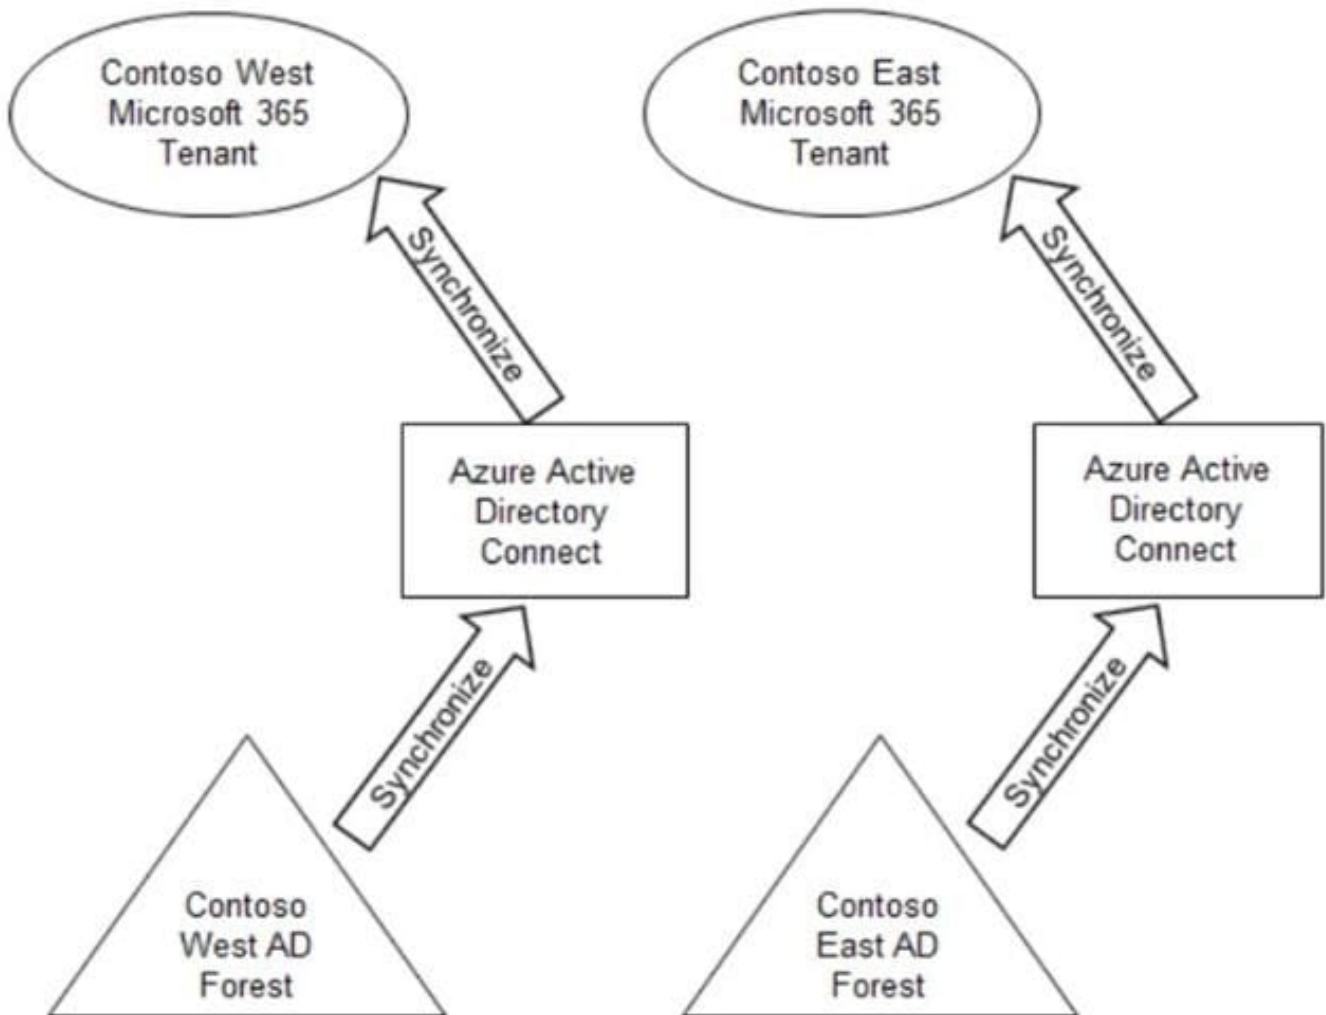 Contoso West
Microsoft 365
Tenant
Contoso East
Microsoft 365
Tenant
Synchronize
Synchronize
Azure Active
Directory
Connect
Azure Active
Directory
Connect
Synchronize
Synchronize
Contoso
West AD
Forest
Contoso
East AD
Forest